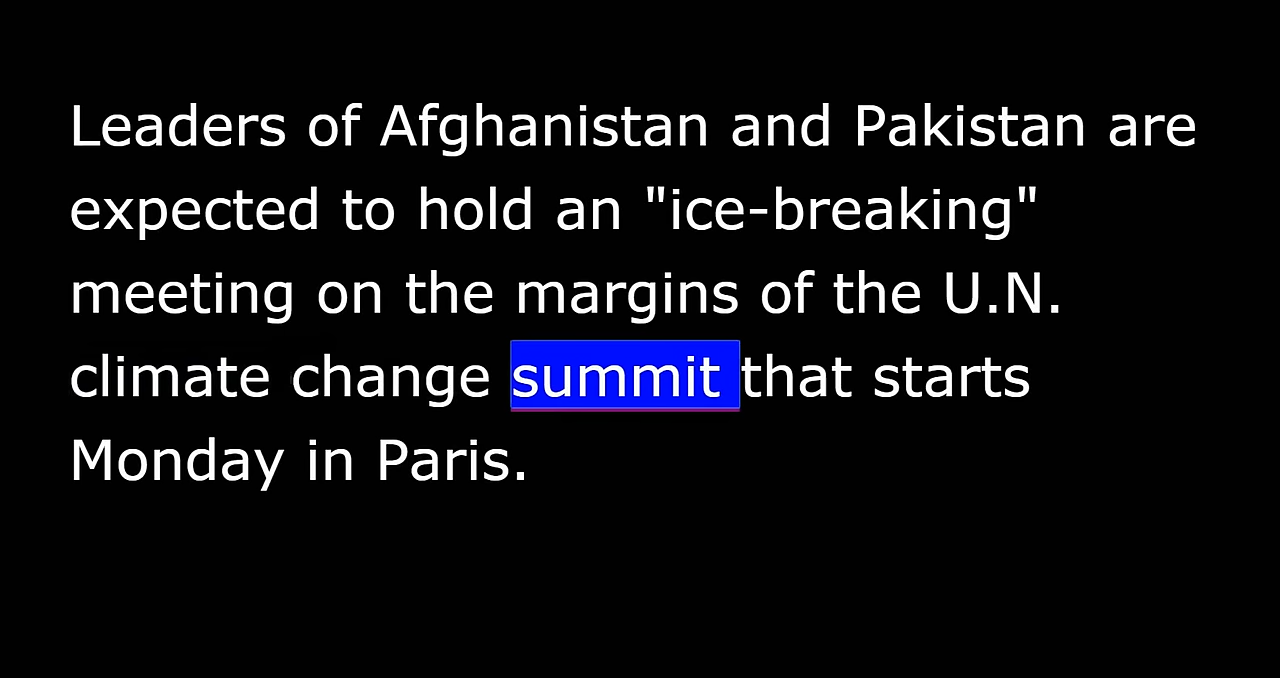 Leaders of Afghanistan and Pakistan are
expected to hold an "ice-breaking"
meeting on the margins of the U.N.
climate change summit that starts
Monday in Paris.